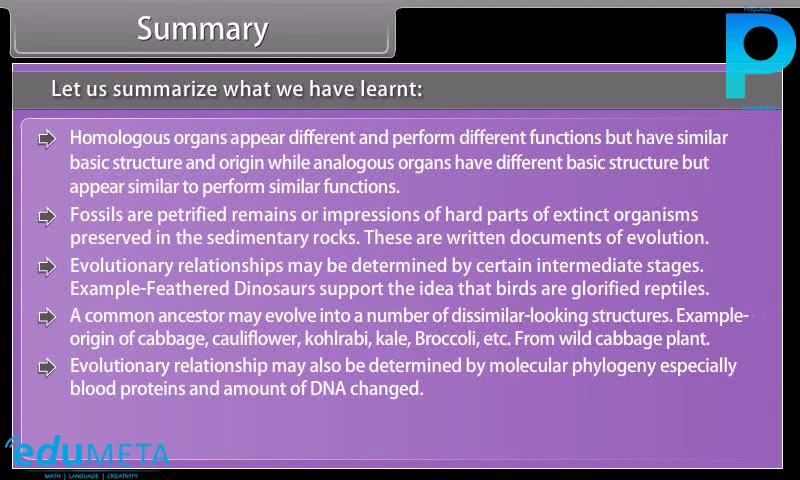 Summary
Let us summarize what we have learnt:
Homologous organs appear different and perform different functions but have similar
basic structure and origin while analogous organs have different basic structure but
appear similar to perform similar functions.
Fossils are petrified remains or impressions of hard parts of extinct organisms
preserved in the sedimentary rocks. These are written documents of evolution.
Evolutionary relationships may be determined by certain intermediate stages.
Example-Feathered Dinosaurs support the idea that birds are glorified reptiles.
A common ancestor may evolve into a number of dissimilar-looking structures. Example-
origin of cabbage, cauliflower, kohlrabi, kale, Broccoli, etc. From wild cabbage plant.
Evolutionary relationship may also be determined by molecular phylogeny especially
blood proteins and amount of DNA changed.
eduMETA
MATH | LANGUAGE | CREATIVITY